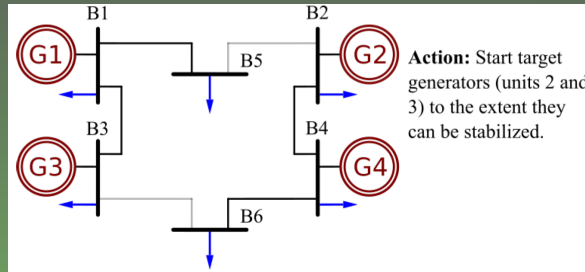 B1
B2
G1
G2
B5
Action: Start target
generators (units 2 and
3) to the extent they
can be stabilized.
B3
B4
G3
G4
B6